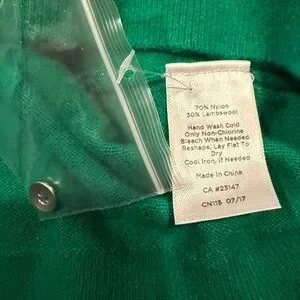 70% Nylon
30% Lambswool
Hand Wash Cold
Only Non-Chlorine
Bleach When Needed
Reshape, Lay Flat To
Dry
Cool Iron, If Needed
Made in China
CA #23147
CN115 07/17